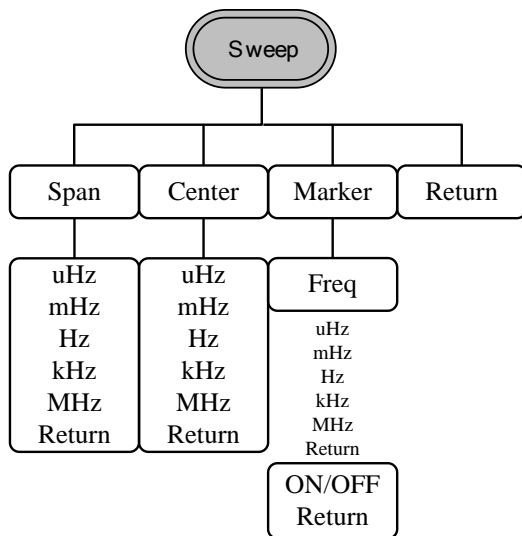 Sweep
Span
Center
Marker
Return
uHz
mHz
Hz
kHz
MHz
Return
uHz
mHz
Hz
kHz
MHz
Return
Freq
uHz
mHz
Hz
kHz
MHz
Return
ON/OFF
Return